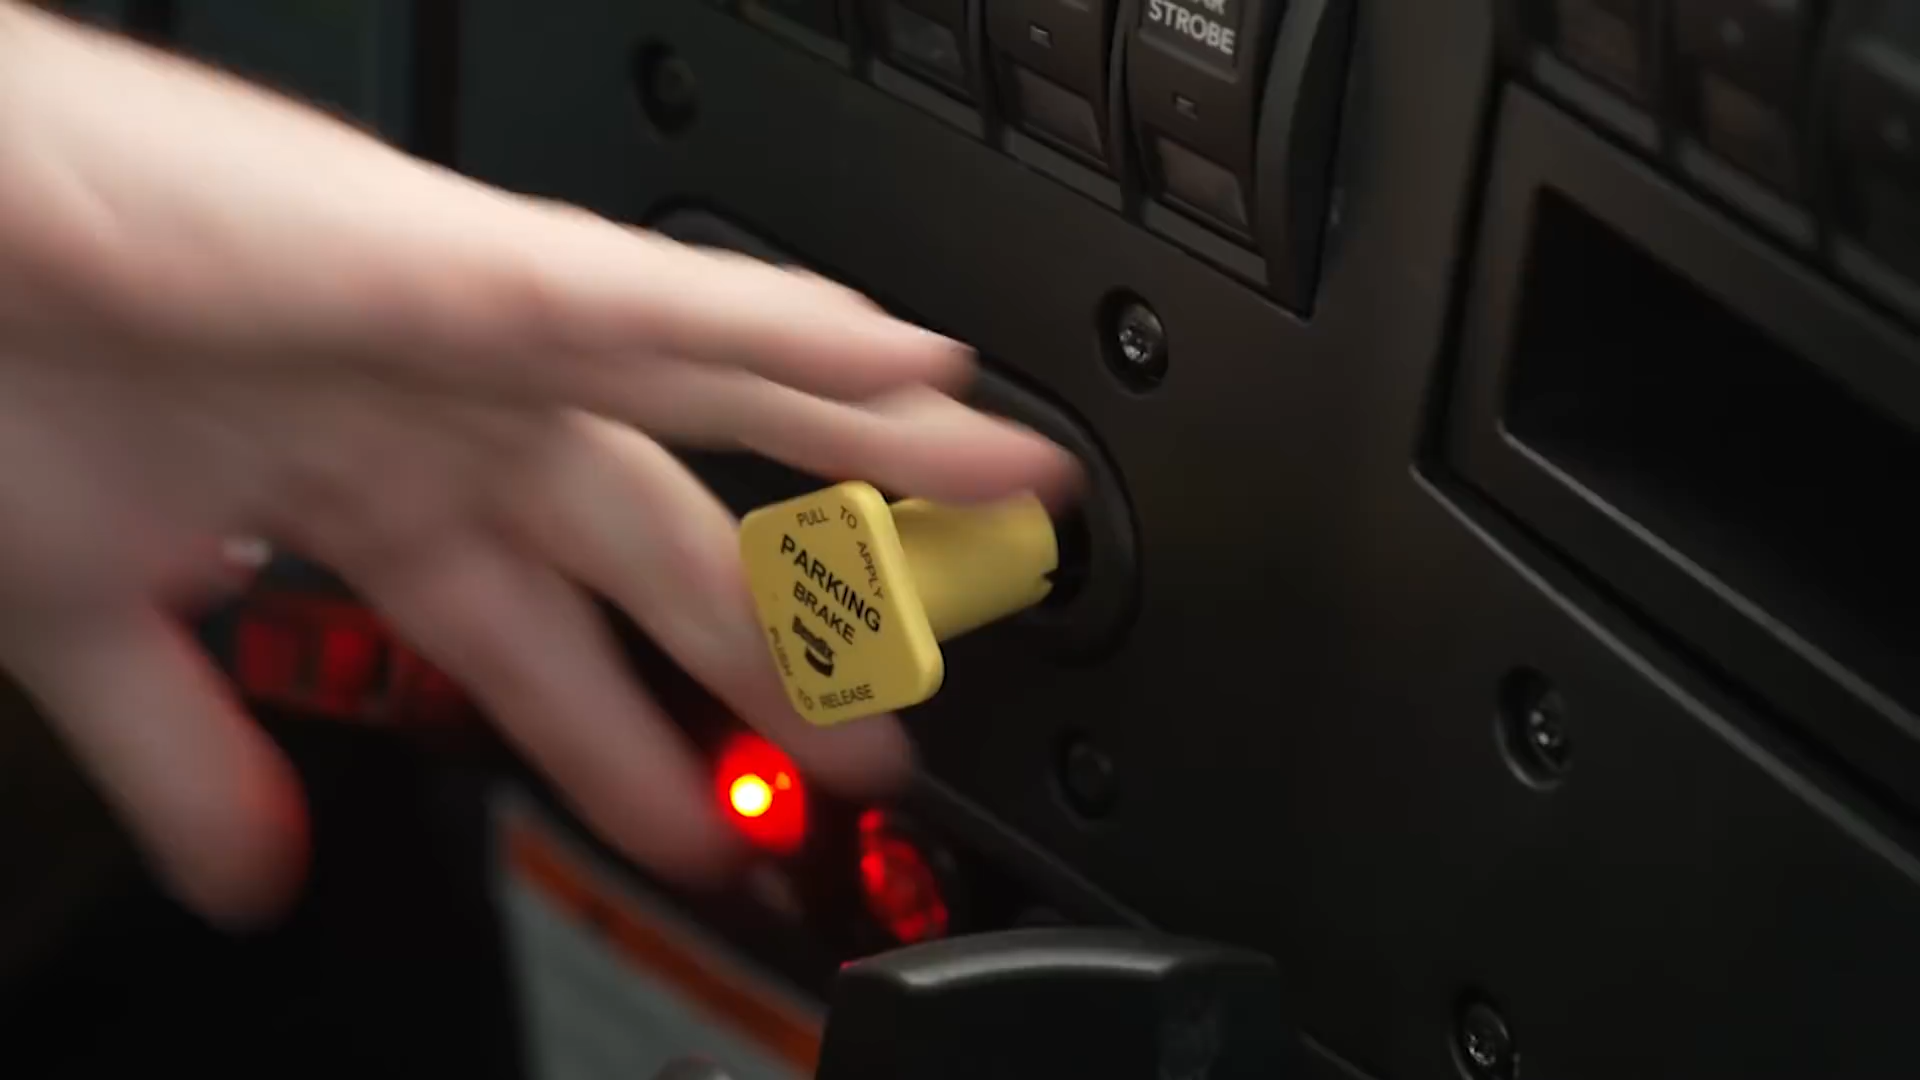 STROBE
PULL TO APPLY
PARKING
BRAKE
Bendix
PUSH TO RELEASE